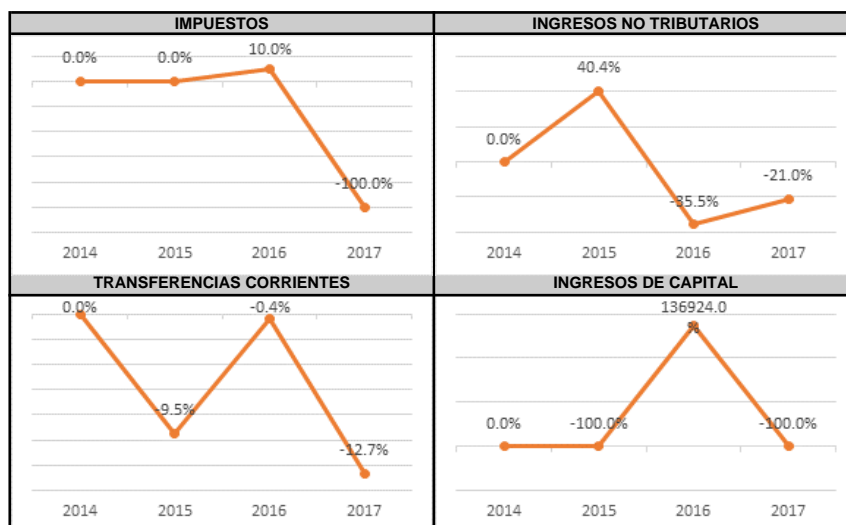 IMPUESTOS
0.0%
0.0%
10.0%
-100.0%
2014 2015 2016 2017
INGRESOS NO TRIBUTARIOS
0.0%
40.4%
-35.5%
-21.0%
2014 2015 2016 2017
TRANSFERENCIAS CORRIENTES
0.0%
-9.5%
-0.4%
-12.7%
2014 2015 2016 2017
INGRESOS DE CAPITAL
0.0%
-100.0%
136924.0
%
-100.0%
2014 2015 2016 2017